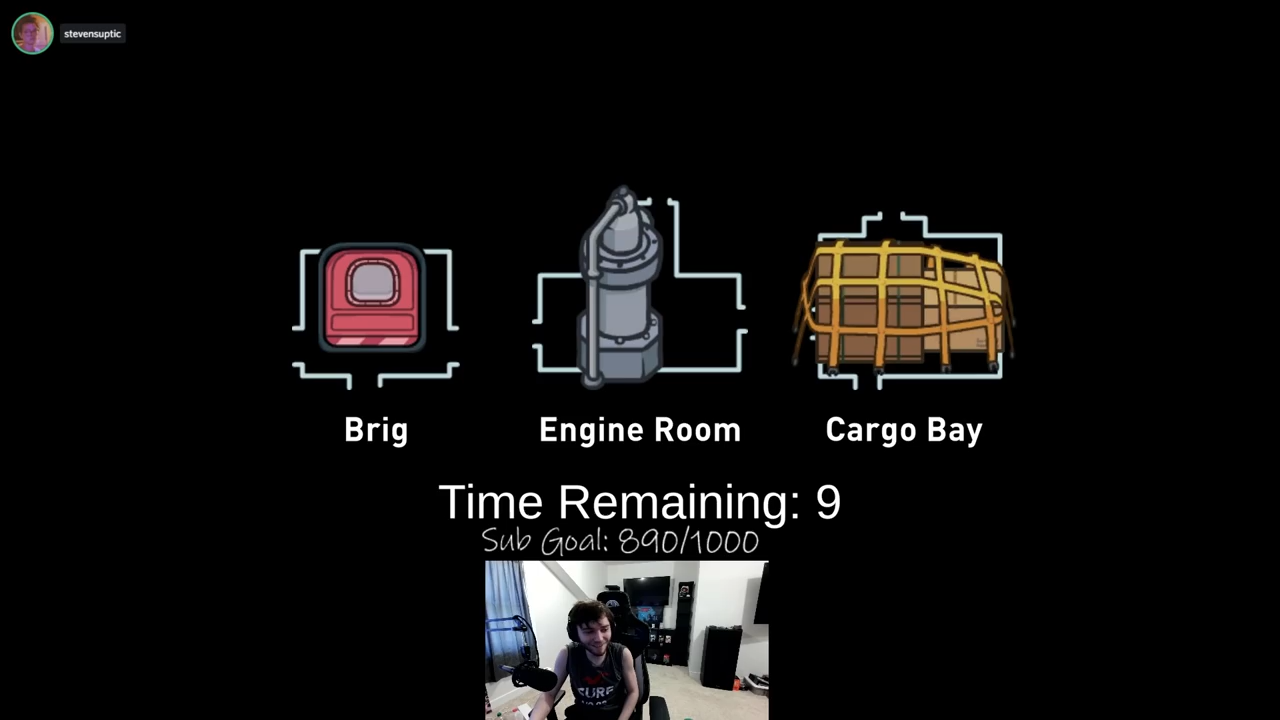 stevensuptic
Brig
Engine Room
Cargo Bay
Time Remaining: 9
Sub Goal: 890/1000